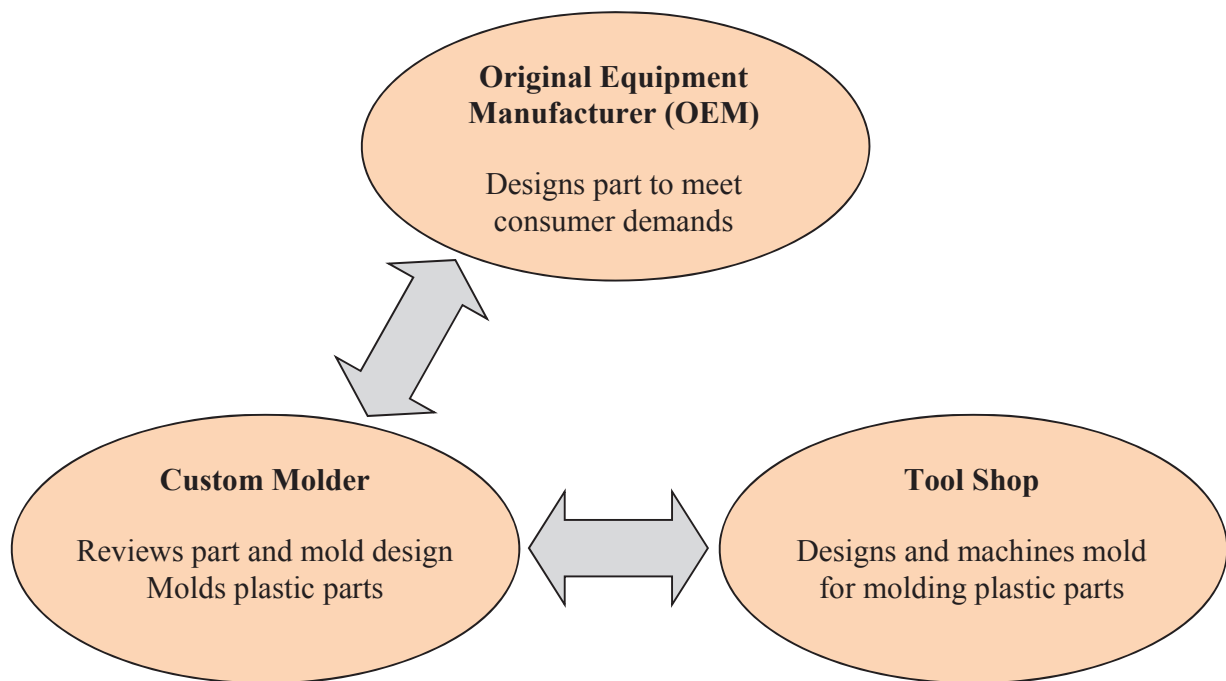 Original Equipment
Manufacturer (OEM)
Designs part to meet
consumer demands
Custom Molder
Reviews part and mold design
Molds plastic parts
Tool Shop
Designs and machines mold
for molding plastic parts